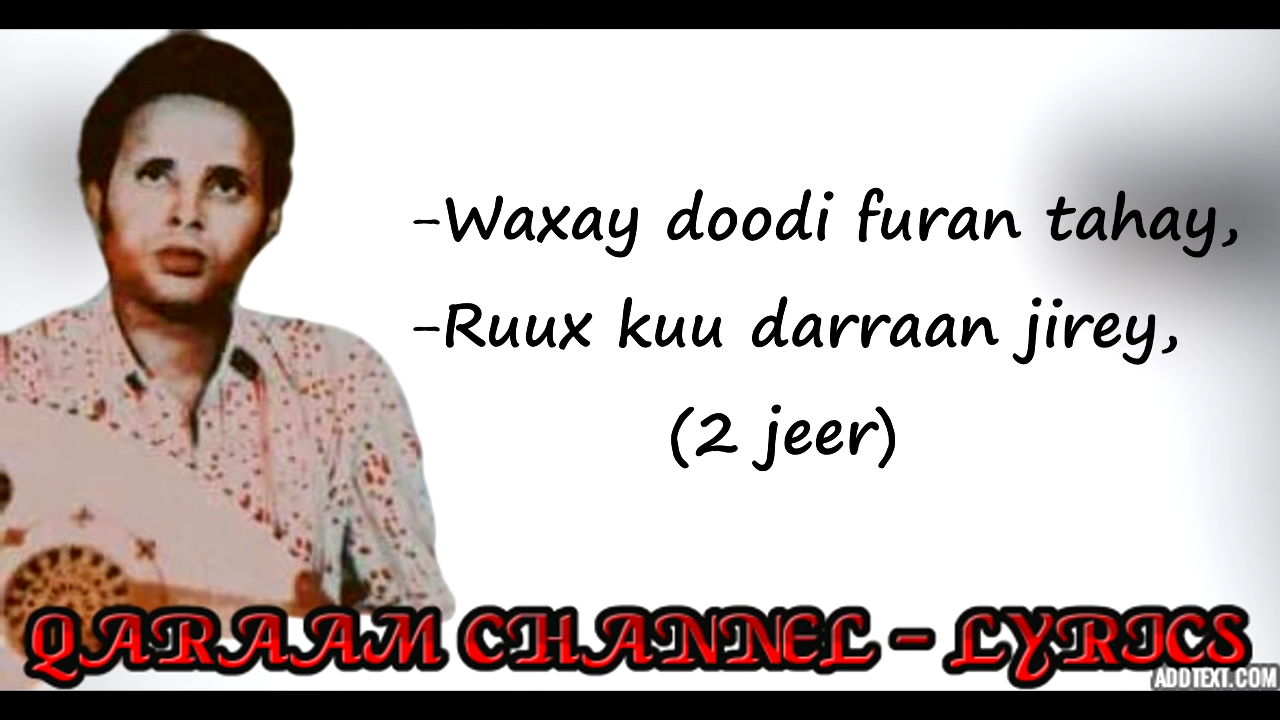 -Waxay doodi furan tahay,
-Ruux kuu darraan jirey,
(2 jeer)
QARAAM CHANNEL - LYRICS
ADDTEXT.COM